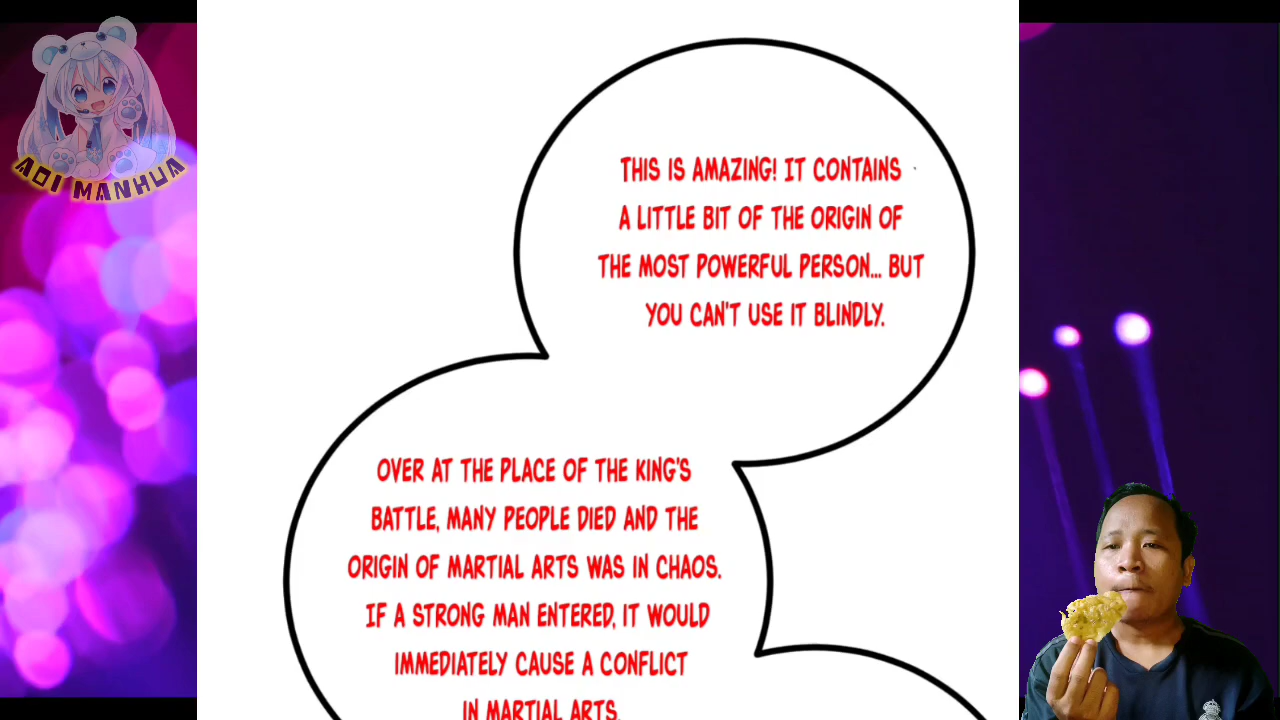 AOI MANHUA
THIS IS AMAZING! IT CONTAINS
A LITTLE BIT OF THE ORIGIN OF
THE MOST POWERFUL PERSON... BUT
YOU CAN'T USE IT BLINDLY.
OVER AT THE PLACE OF THE KING'S
BATTLE, MANY PEOPLE DIED AND THE
ORIGIN OF MARTIAL ARTS WAS IN CHAOS.
IF A STRONG MAN ENTERED, IT WOULD
IMMEDIATELY CAUSE A CONFLICT
IN MARTIAL ARTS.